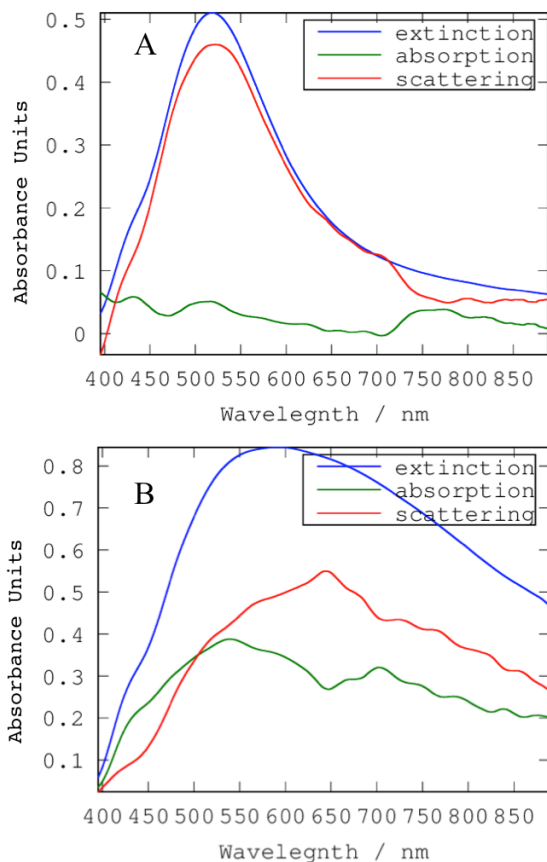 A
extinction
absorption
scattering
Absorbance Units
0.5
0.4
0.3
0.2
0.1
0
400 450 500 550 600 650 700 750 800 850
Wavelegnth / nm
B
extinction
absorption
scattering
Absorbance Units
0.8
0.7
0.6
0.5
0.4
0.3
0.2
0.1
400 450 500 550 600 650 700 750 800 850
Wavelegnth / nm